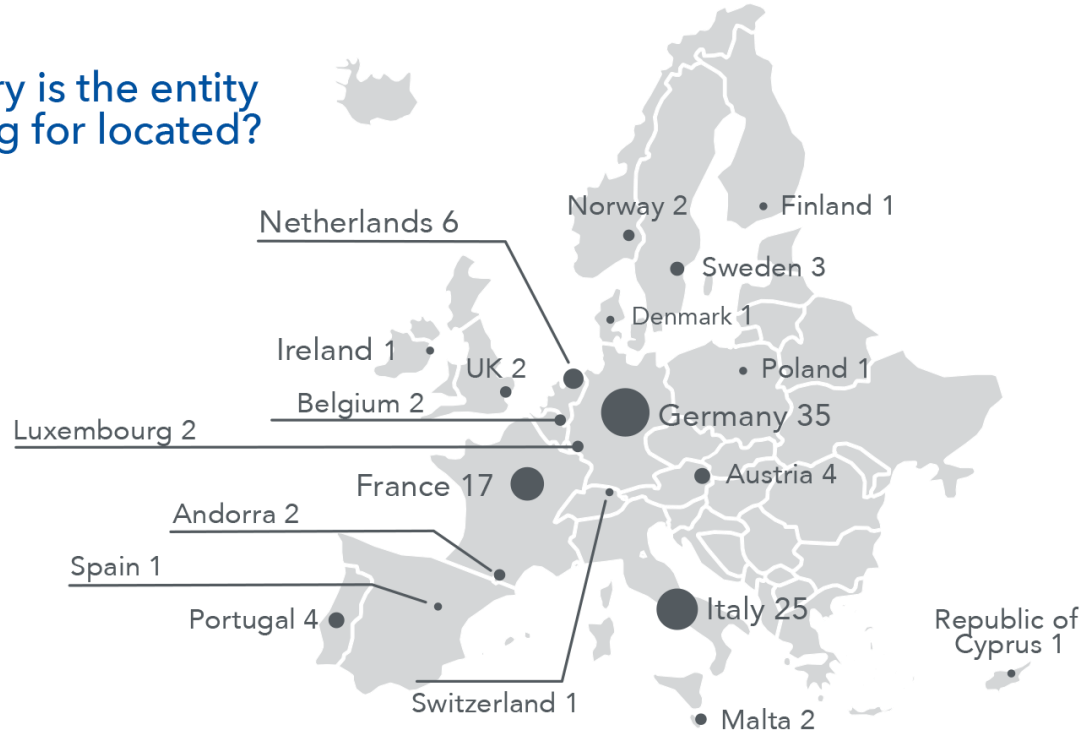 is the entity
for located?
Norway 2
Finland 1
Netherlands 6
Sweden 3
Denmark 1
Ireland 1
UK 2
Poland 1
Belgium 2
Germany 35
Luxembourg 2
Austria 4
France 17
Andorra 2
Spain 1
Portugal 4
Italy 25
Republic of
Cyprus 1
Switzerland 1
Malta 2